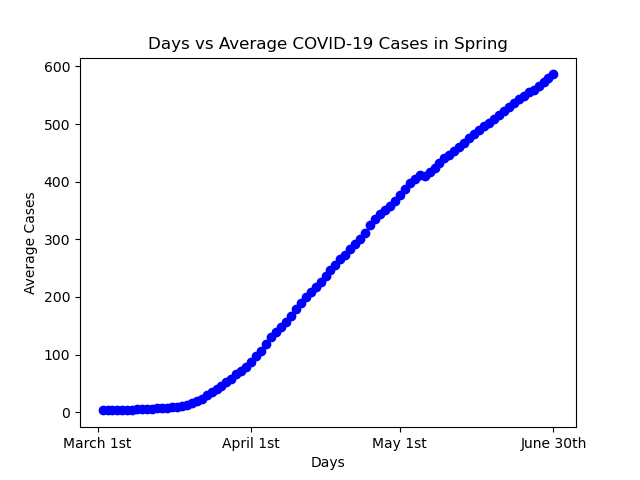 Days vs Average COVID-19 Cases in Spring
600
500
400
300
200
100
0
Average Cases
March 1st April 1st May 1st June 30th
Days